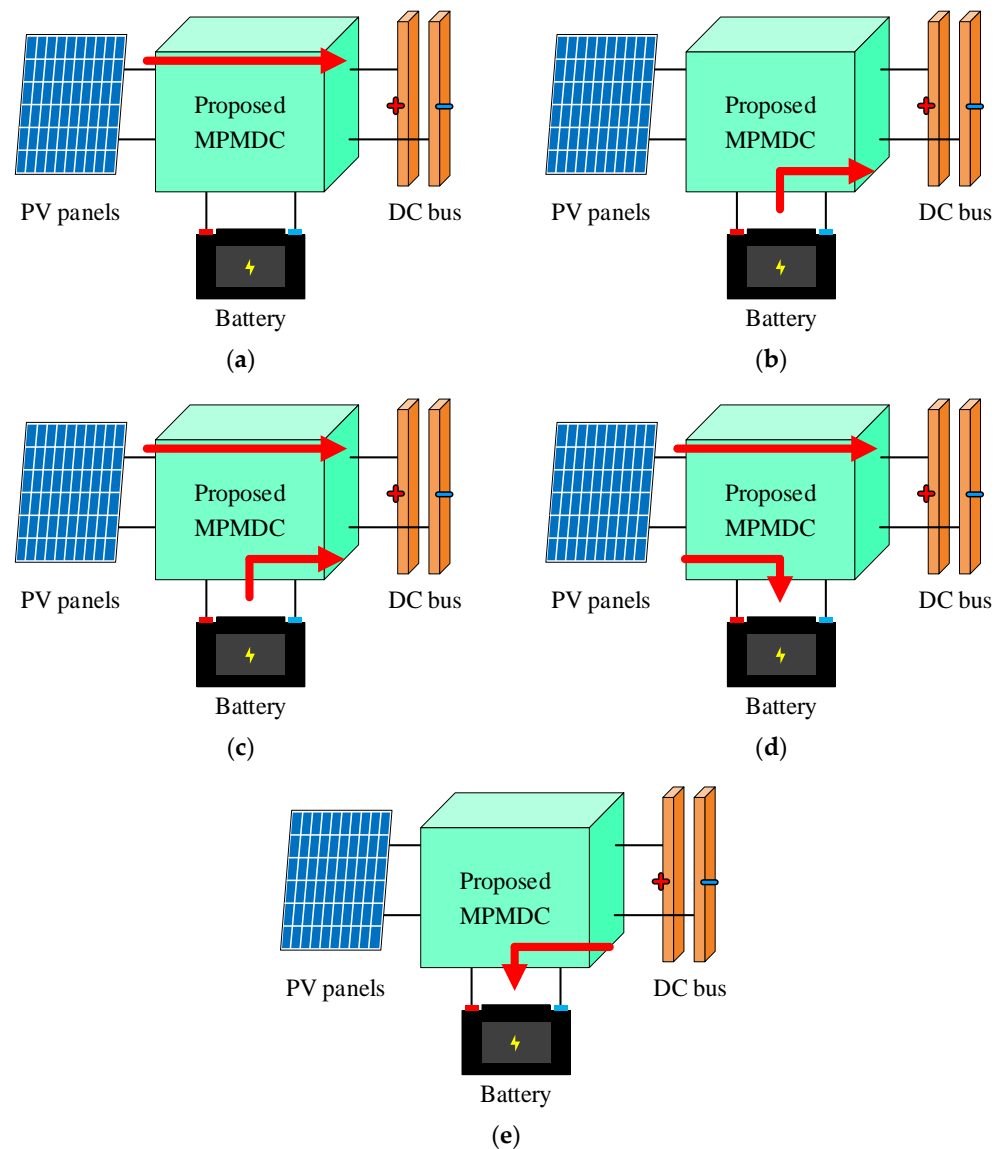 Proposed
MPMDC
PV panels
DC bus
Battery
(a)
Proposed
MPMDC
PV panels
DC bus
Battery
(b)
Proposed
MPMDC
PV panels
DC bus
Battery
(c)
Proposed
MPMDC
PV panels
DC bus
Battery
(d)
Proposed
MPMDC
PV panels
DC bus
Battery
(e)